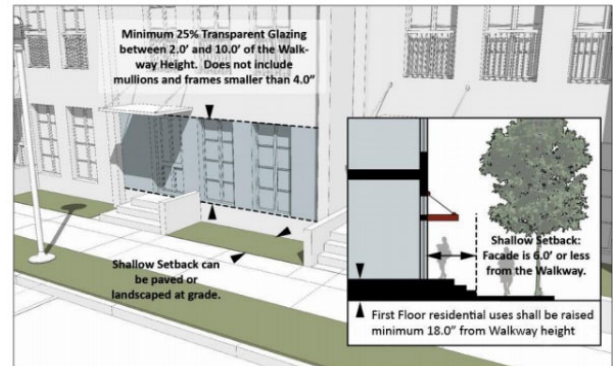 Minimum 25% Transparent Glazing
between 2.0’ and 10.0’ of the Walk-
way Height.  Does not include
mullions and frames smaller than 4.0”
Shallow Setback can
be paved or
landscaped at grade.
Shallow Setback:
Facade is 6.0’ or less
from the Walkway.
First Floor residential uses shall be raised
minimum 18.0” from Walkway height